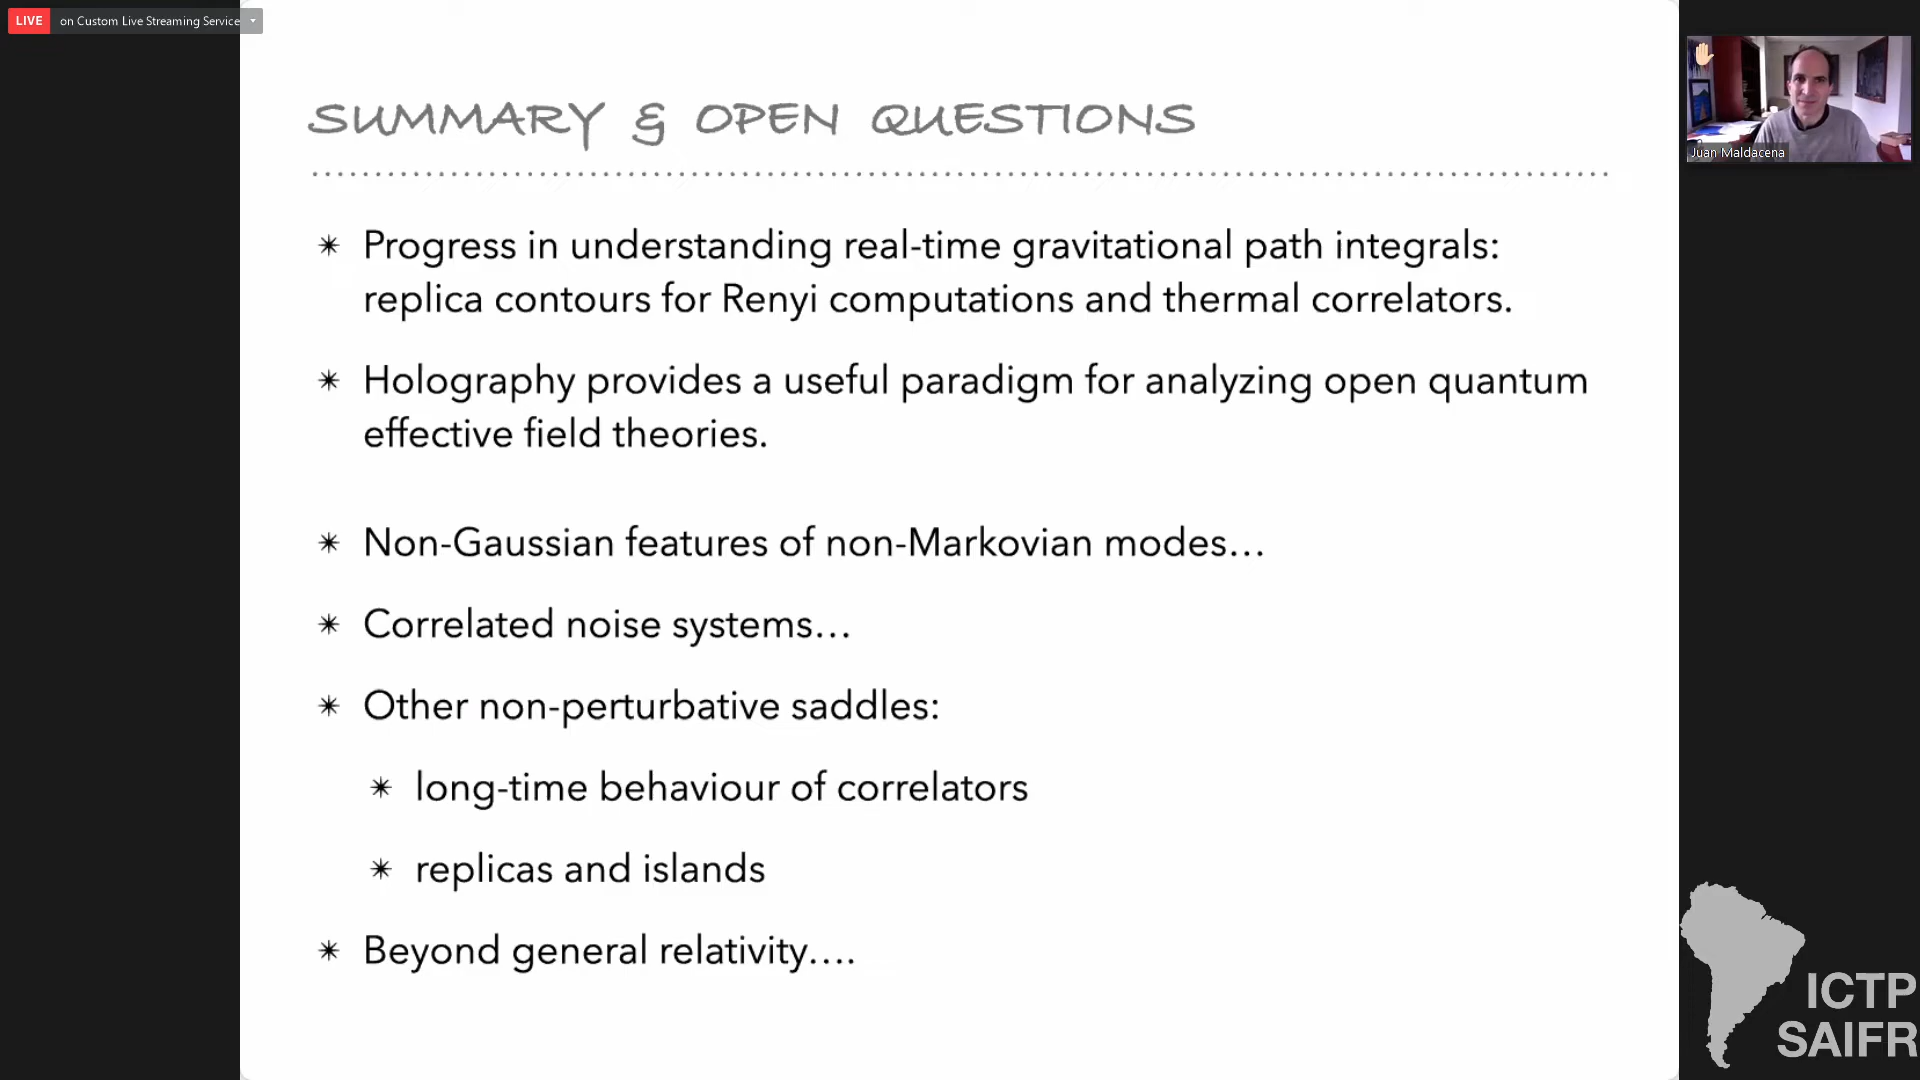 LIVE on Custom Live Streaming Service
SUMMARY & OPEN QUESTIONS
Juan Maldacena
✴ Progress in understanding real-time gravitational path integrals:
replica contours for Renyi computations and thermal correlators.
✴ Holography provides a useful paradigm for analyzing open quantum
effective field theories.
✴ Non-Gaussian features of non-Markovian modes…
✴ Correlated noise systems…
✴ Other non-perturbative saddles:
✴ long-time behaviour of correlators
✴ replicas and islands
✴ Beyond general relativity….
ICTP
SAIFR